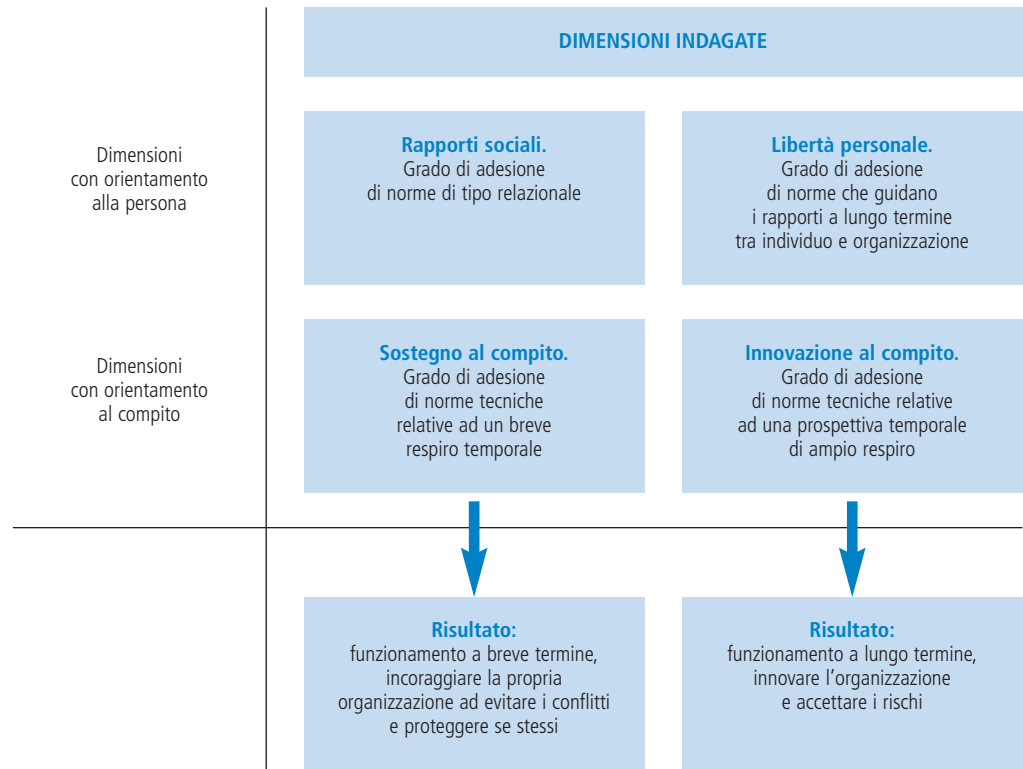 DIMENSIONI INDAGATE
Dimensioni
con orientamento
alla persona
Rapporti sociali.
Grado di adesione
di norme di tipo relazionale
Libertà personale.
Grado di adesione
di norme che guidano
i rapporti a lungo termine
tra individuo e organizzazione
Dimensioni
con orientamento
al compito
Sostegno al compito.
Grado di adesione
di norme tecniche
relative ad un breve
respiro temporale
Innovazione al compito.
Grado di adesione
di norme tecniche relative
ad una prospettiva temporale
di ampio respiro
Risultato:
funzionamento a breve termine,
incoraggiare la propria
organizzazione ad evitare i conflitti
e proteggere se stessi
Risultato:
funzionamento a lungo termine,
innovare l’organizzazione
e accettare i rischi